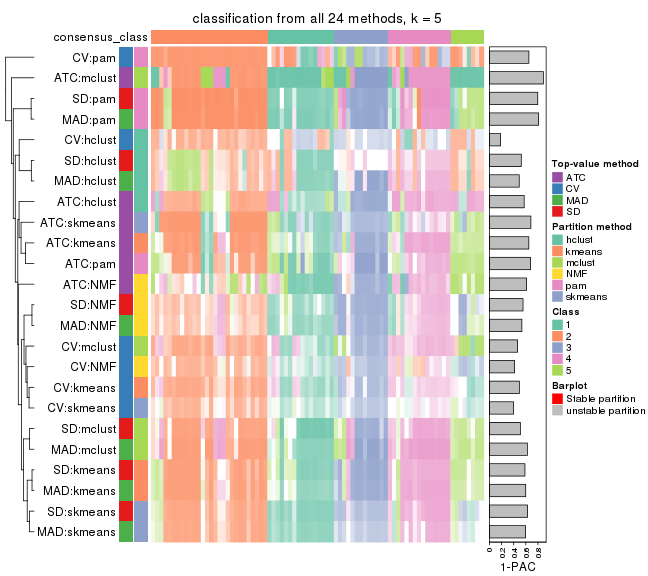 classification from all 24 methods, k = 5
consensus_class
CV:pam
ATC:mclust
SD:pam
MAD:pam
CV:hclust
SD:hclust
MAD:hclust
ATC:hclust
ATC:skmeans
ATC:kmeans
ATC:pam
ATC:NMF
SD:NMF
MAD:NMF
CV:mclust
CV:NMF
CV:kmeans
CV:skmeans
SD:mclust
MAD:mclust
SD:kmeans
MAD:kmeans
SD:skmeans
MAD:skmeans
0
0.2
0.4
0.6
0.8
1-PAC
Top-value method
ATC
CV
MAD
SD
Partition method
hclust
kmeans
mclust
NMF
pam
skmeans
Class
1
2
3
4
5
Barplot
Stable partition
unstable partition